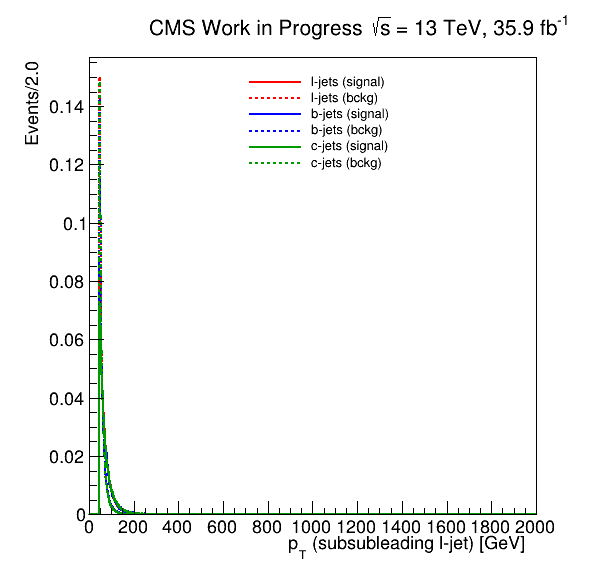 CMS Work in Progress √s = 13 TeV, 35.9 fb⁻¹
Events/2.0
l-jets (signal)
l-jets (bckg)
b-jets (signal)
b-jets (bckg)
c-jets (signal)
c-jets (bckg)
0.14
0.12
0.1
0.08
0.06
0.04
0.02
0
0 200 400 600 800 1000 1200 1400 1600 1800 2000
p_T (subsubleading l-jet) [GeV]